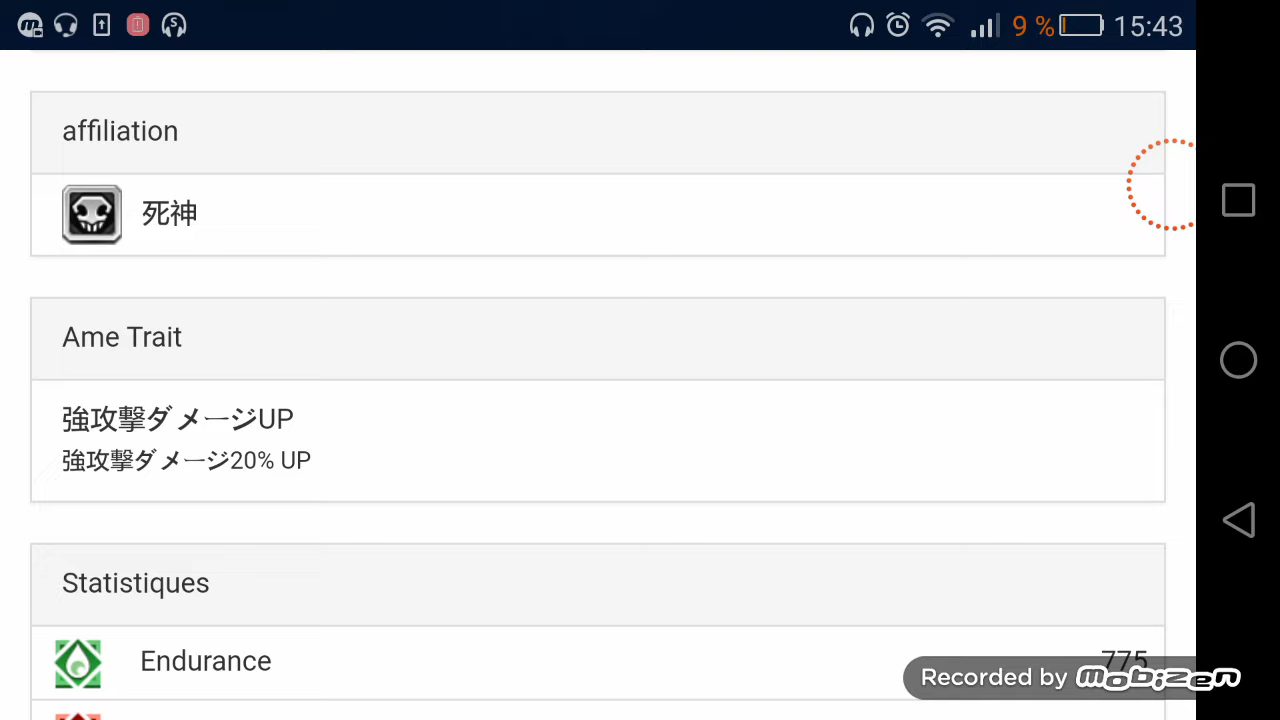 9 % 15:43
affiliation
死神
Ame Trait
強攻撃ダメージUP
強攻撃ダメージ20% UP
Statistiques
Endurance 775
Recorded by mobizen